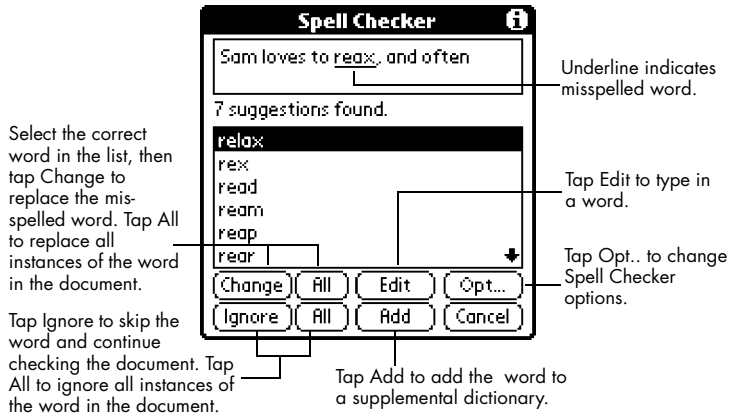 Spell Checker
Sam loves to reax, and often
7 suggestions found.
relax
rex
read
ream
reap
rear
Change All Edit Opt...
Ignore All Add Cancel
Underline indicates
misspelled word.
Select the correct
word in the list, then
tap Change to
replace the mis-
spelled word. Tap All
to replace all
instances of the word
in the document.
Tap Edit to type in
a word.
Tap Opt.. to change
Spell Checker
options.
Tap Ignore to skip the
word and continue
checking the document. Tap
All to ignore all instances of
the word in the document.
Tap Add to add the word to
a supplemental dictionary.